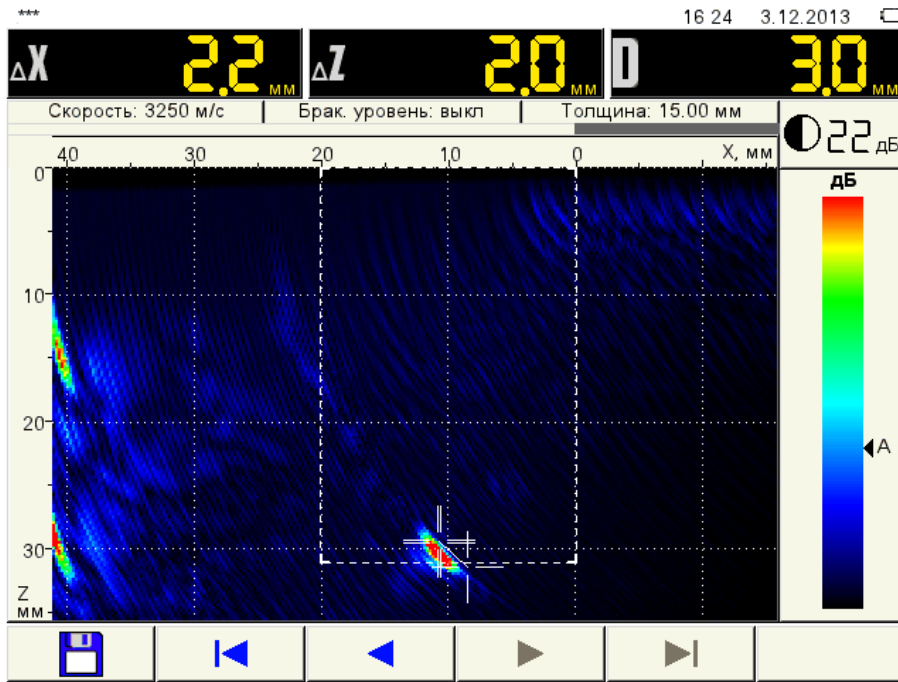 *** 16 24 3.12.2013
ΔX 2.2 мм ΔZ 2.0 мм D 3.0 мм
Скорость: 3250 м/с Брак. уровень: выкл Толщина: 15.00 мм
22 дБ
40 30 20 10 0 X, мм
дБ
0
10
20
A
30
Z
мм